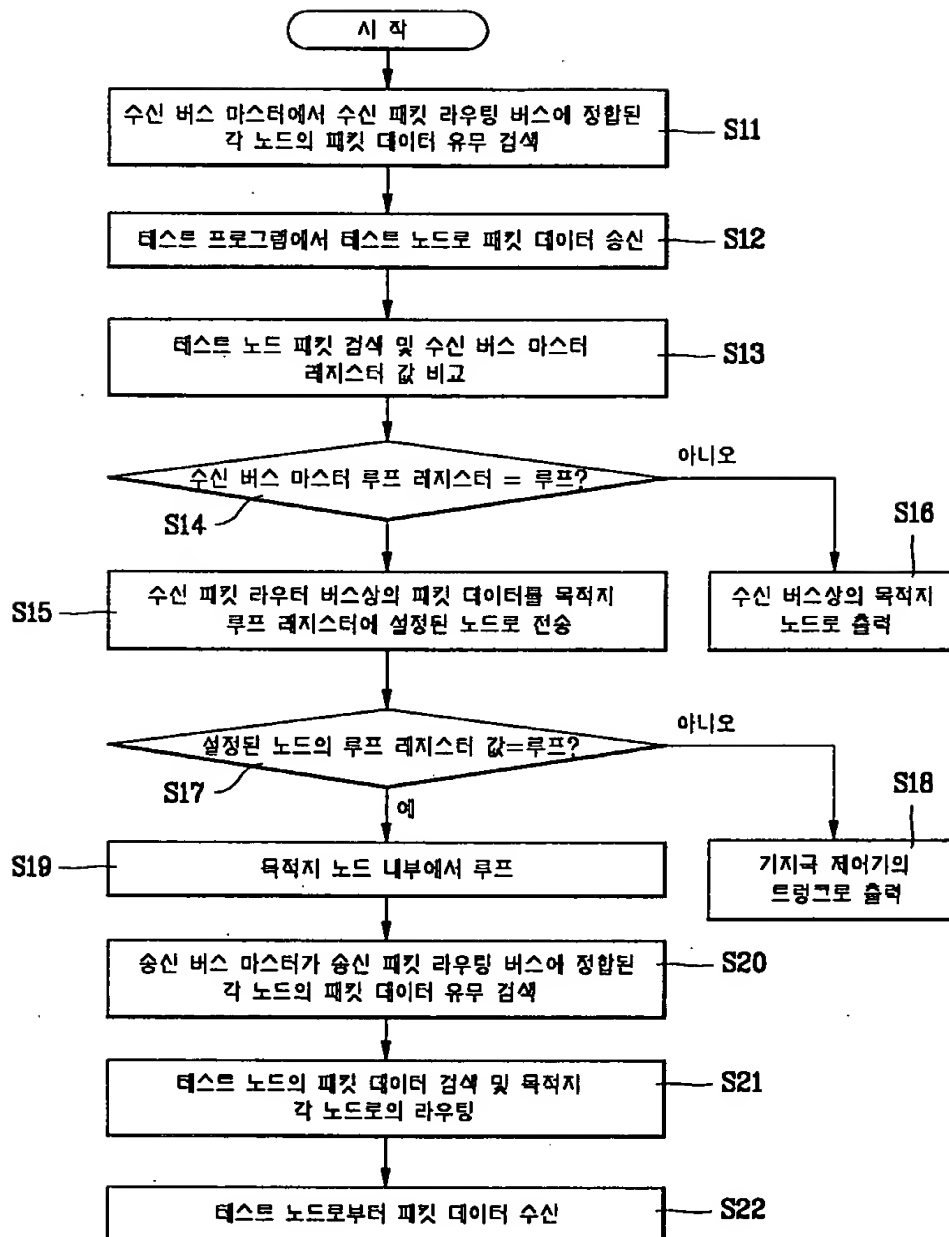 시 작
수신 버스 마스터에서 수신 패킷 라우팅 버스에 정합된
각 노드의 패킷 데이터 유무 검색
S11
테스트 프로그램에서 테스트 노드로 패킷 데이터 송신
S12
테스트 노드 패킷 검색 및 수신 버스 마스터
레지스터 값 비교
S13
수신 버스 마스터 루프 레지스터 = 루프?
아니오
S14
S16
수신 패킷 라우터 버스상의 패킷 데이터를 목적지
루프 레지스터에 설정된 노드로 전송
S15
수신 버스상의 목적지
노드로 출력
설정된 노드의 루프 레지스터 값=루프?
아니오
S17
예
S18
목적지 노드 내부에서 루프
S19
기지국 제어기의
트렁크로 출력
송신 버스 마스터가 송신 패킷 라우팅 버스에 정합된
각 노드의 패킷 데이터 유무 검색
S20
테스트 노드의 패킷 데이터 검색 및 목적지
각 노드로의 라우팅
S21
테스트 노드로부터 패킷 데이터 수신
S22